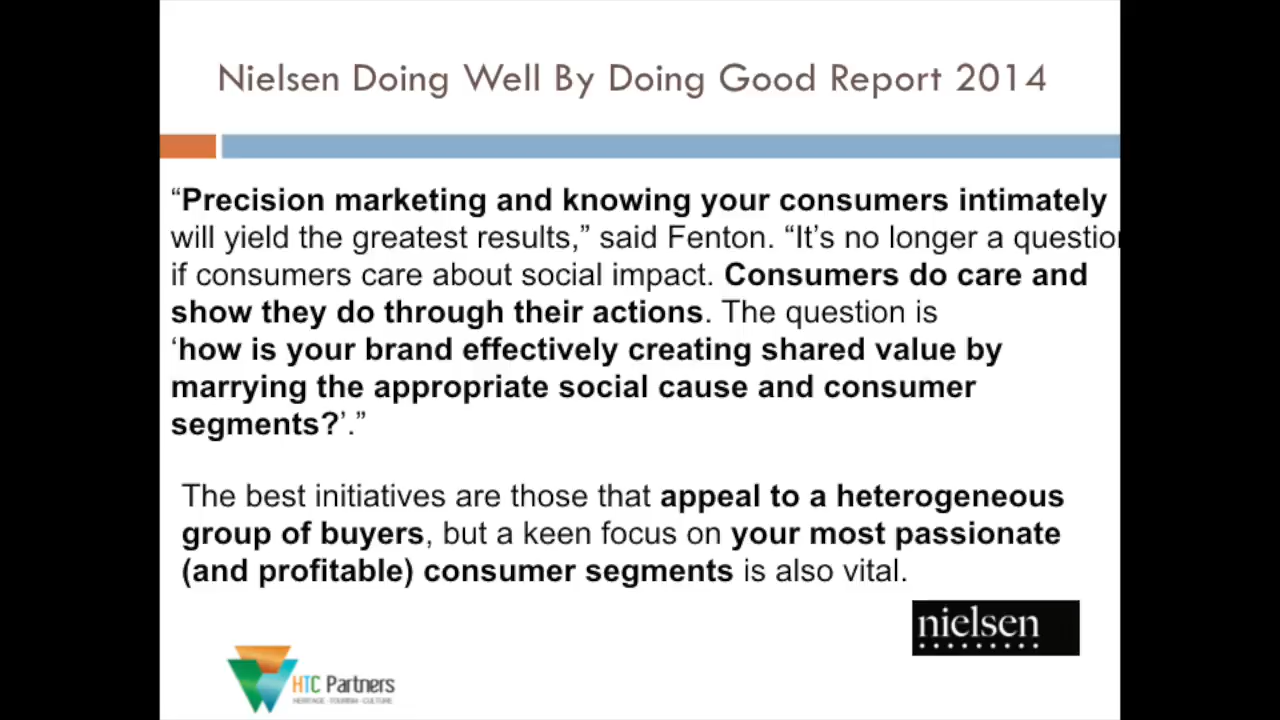 Nielsen Doing Well By Doing Good Report 2014
“Precision marketing and knowing your consumers intimately
will yield the greatest results,” said Fenton. “It’s no longer a question
if consumers care about social impact. Consumers do care and
show they do through their actions. The question is
‘how is your brand effectively creating shared value by
marrying the appropriate social cause and consumer
segments?’.”
The best initiatives are those that appeal to a heterogeneous
group of buyers, but a keen focus on your most passionate
(and profitable) consumer segments is also vital.
nielsen
HTC Partners
HERITAGE · TOURISM · CULTURE